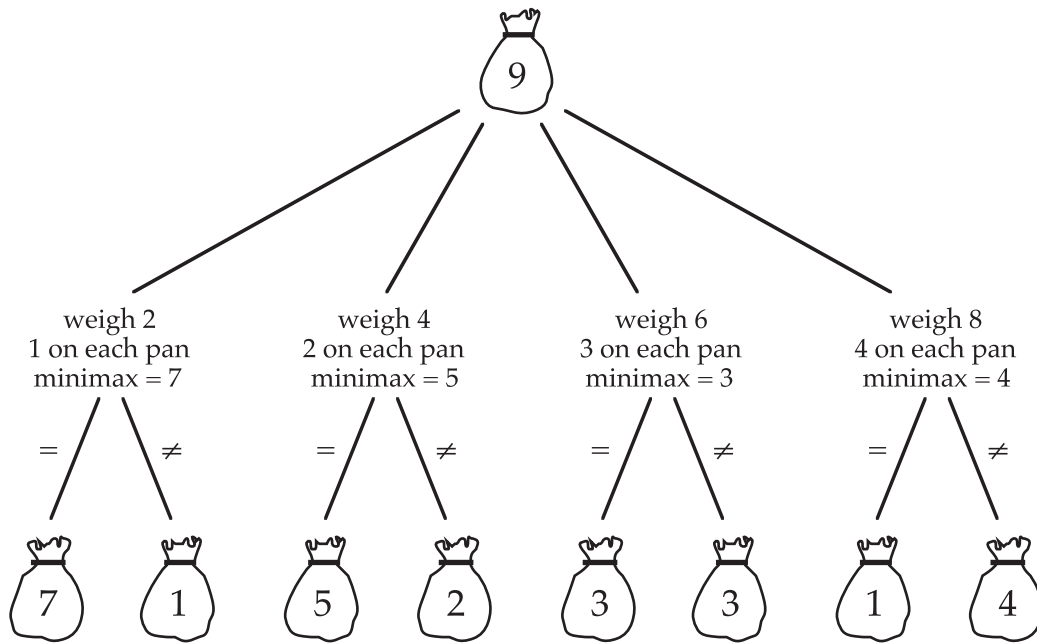 9
weigh 2
1 on each pan
minimax = 7
weigh 4
2 on each pan
minimax = 5
weigh 6
3 on each pan
minimax = 3
weigh 8
4 on each pan
minimax = 4
= ≠ = ≠ = ≠ = ≠
7 1 5 2 3 3 1 4